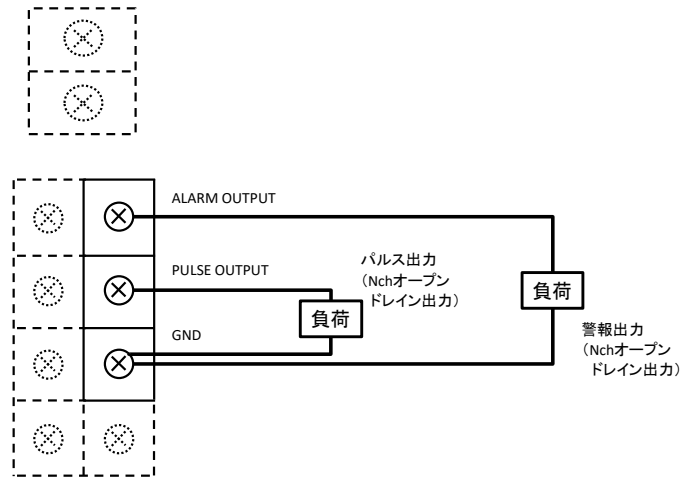 ALARM OUTPUT
PULSE OUTPUT
パルス出力
（Nchオープン
ドレイン出力）
負荷
負荷
GND
警報出力
（Nchオープン
ドレイン出力）